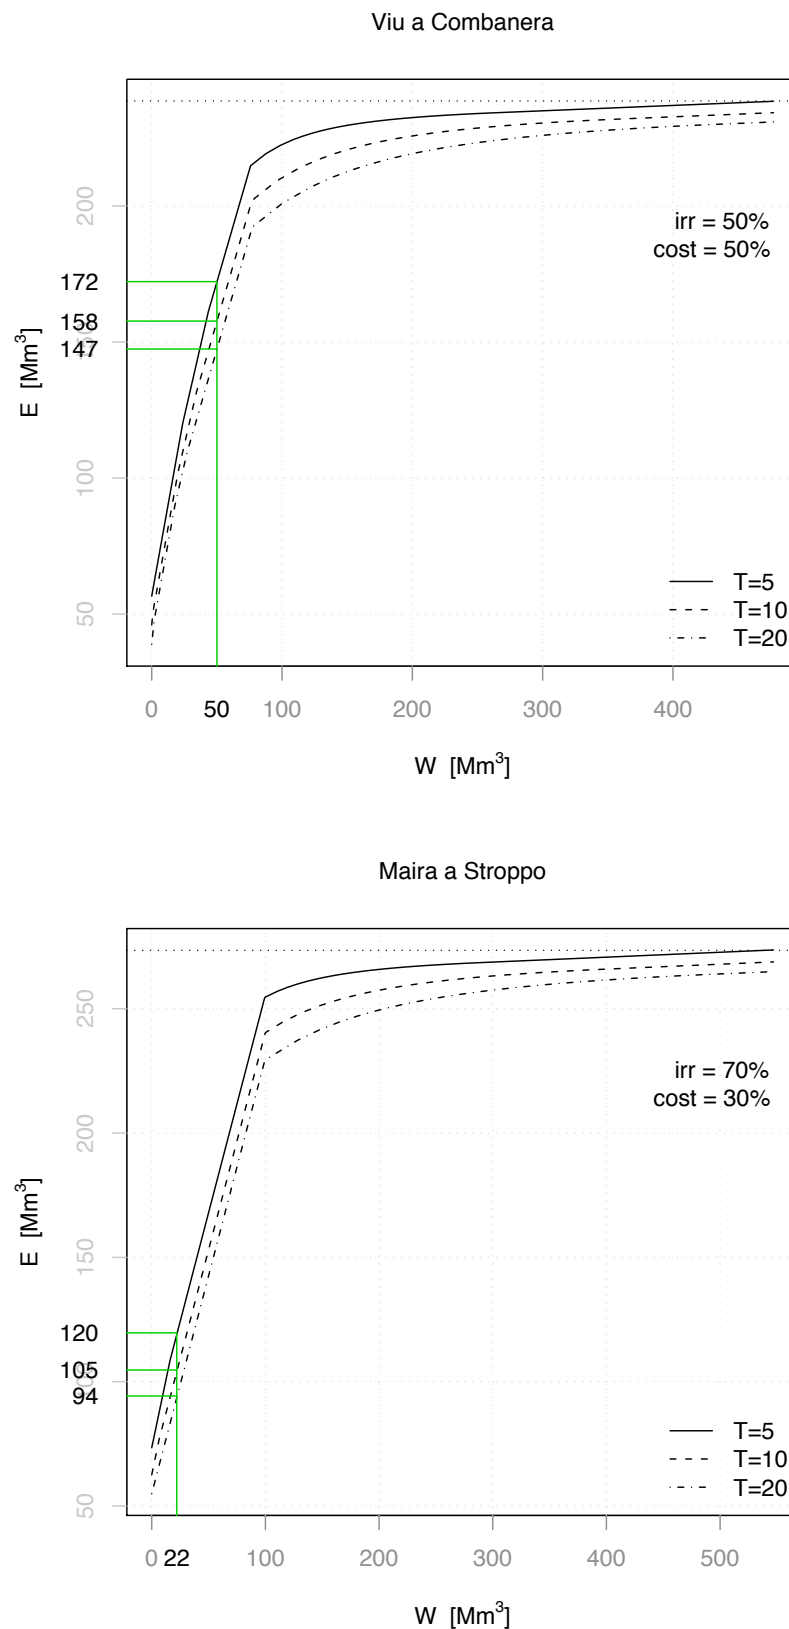 Viu a Combanera
200
irr = 50%
cost = 50%
172
158
147
E [Mm³]
100
50
T=5
T=10
T=20
0 50 100 200 300 400
W [Mm³]
Maira a Stroppo
250
irr = 70%
cost = 30%
200
E [Mm³]
150
120
105
94
50
T=5
T=10
T=20
0 22 100 200 300 400 500
W [Mm³]